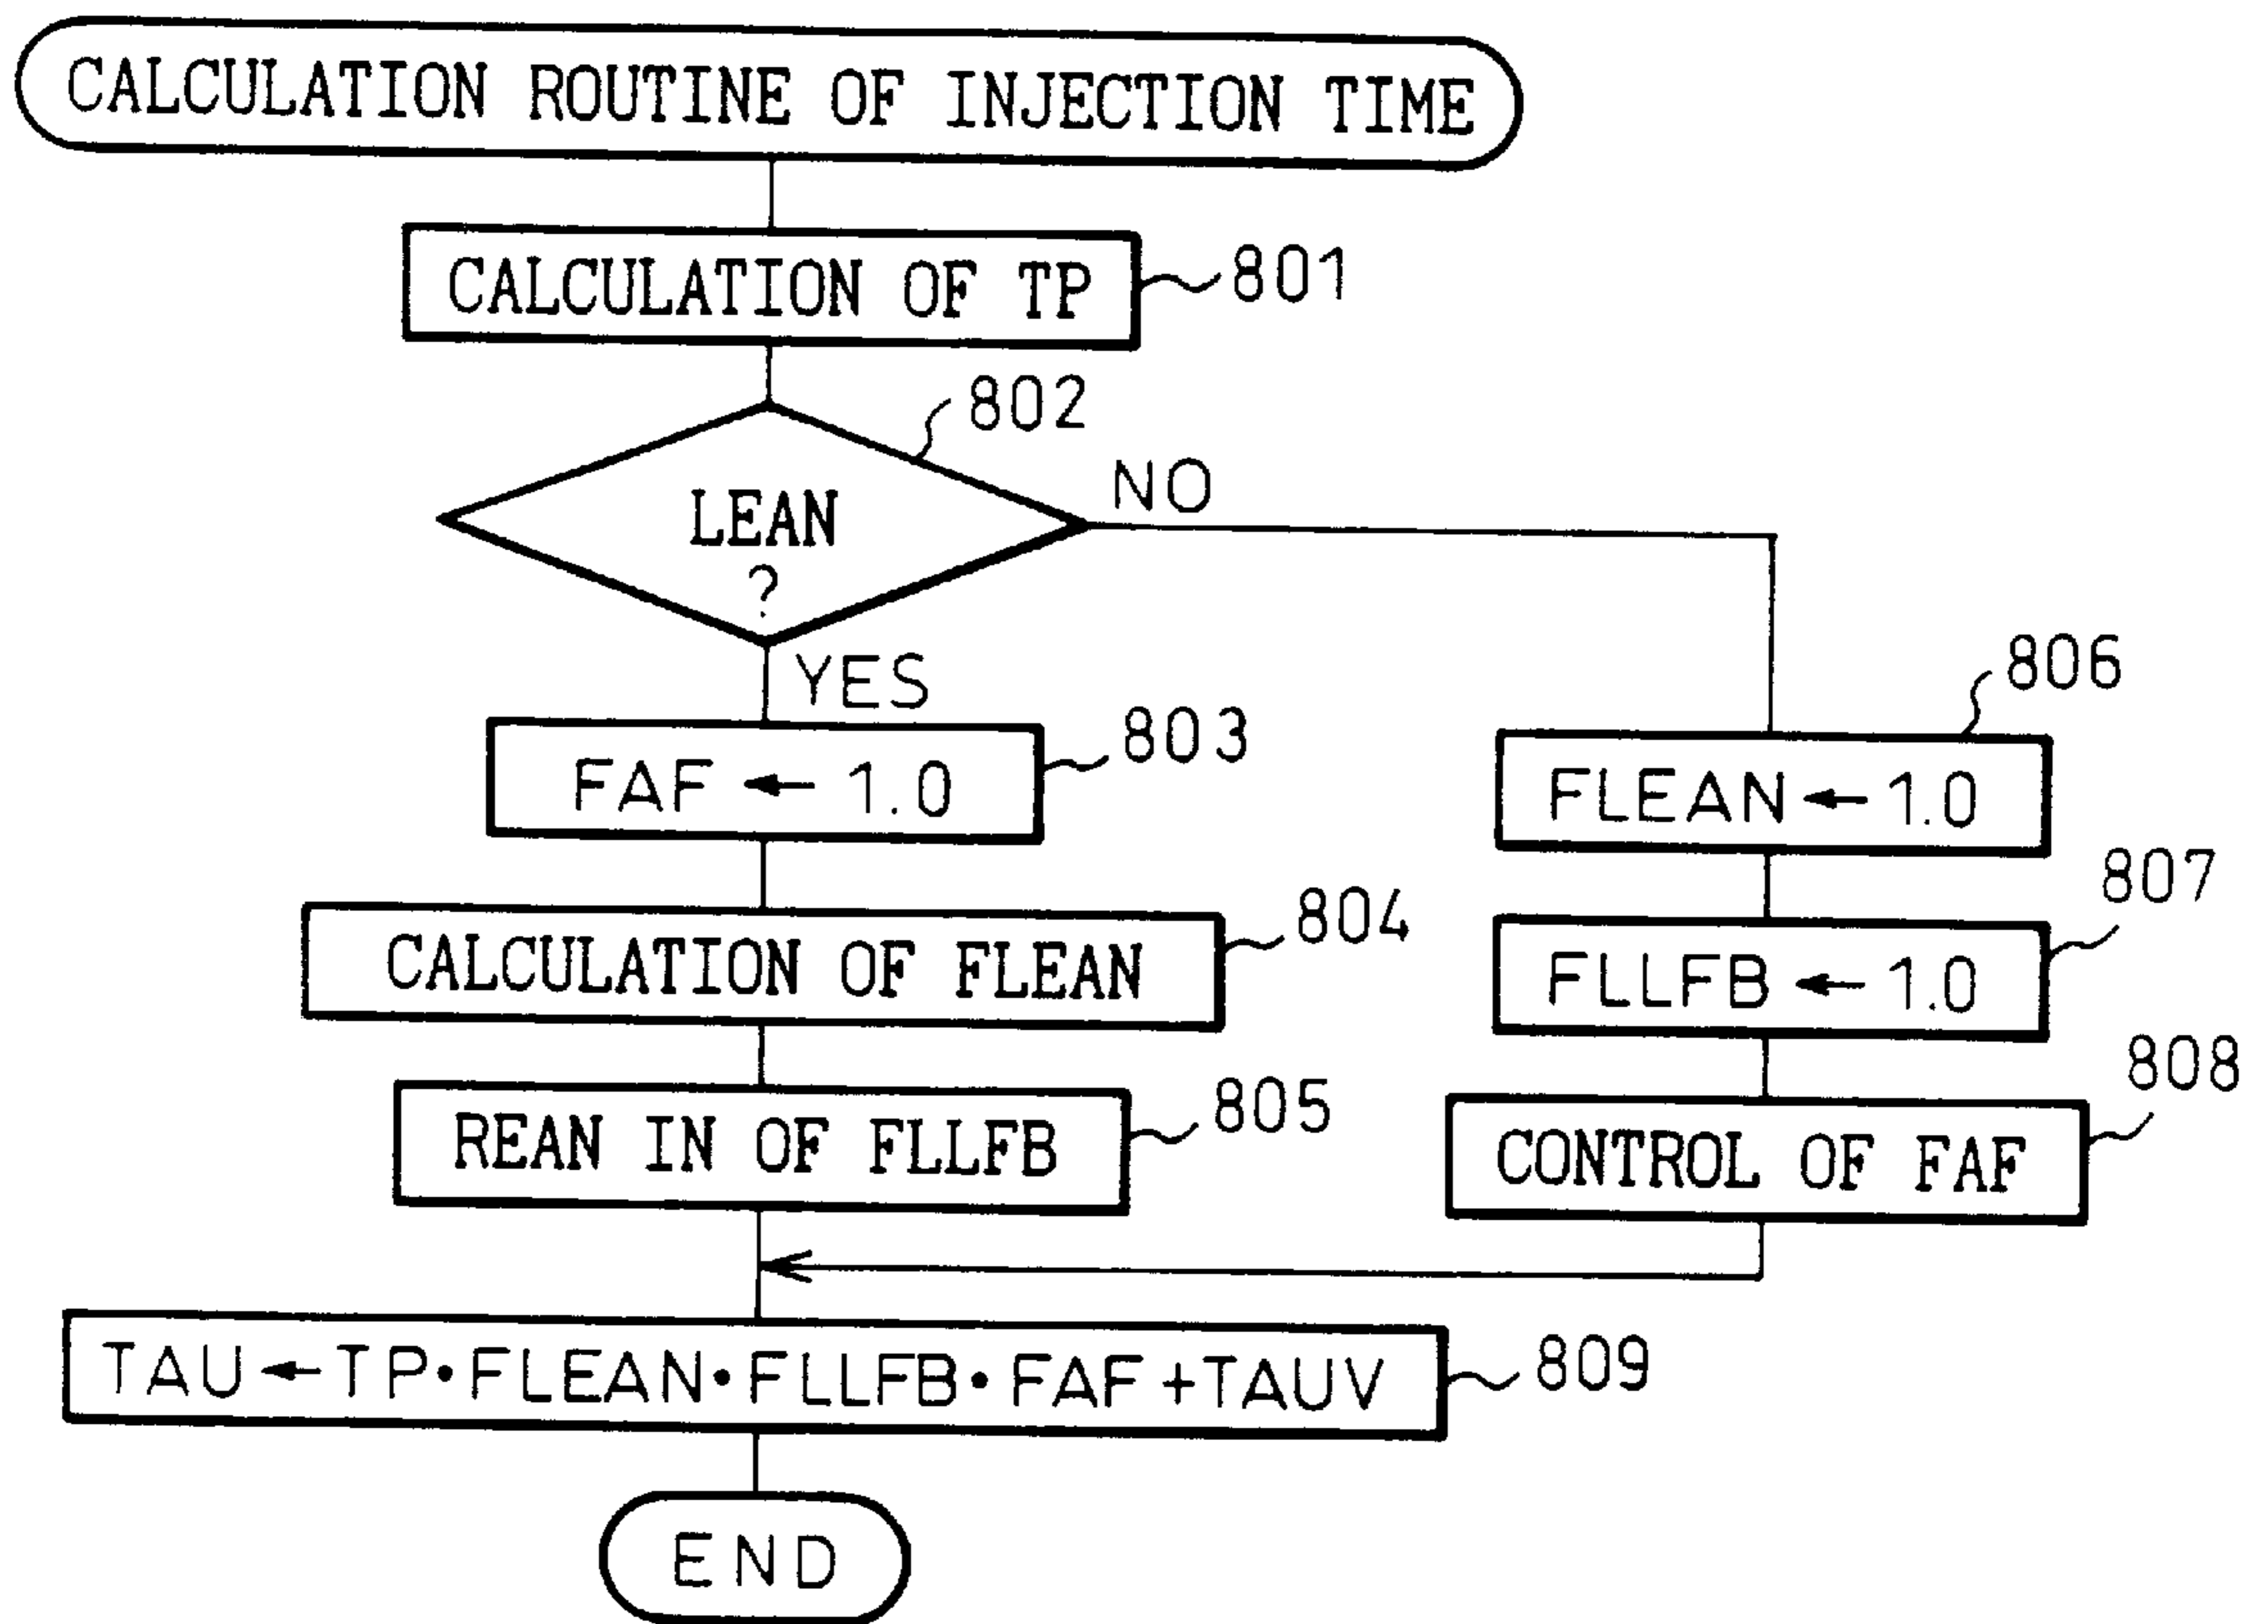 CALCULATION ROUTINE OF INJECTION TIME
CALCULATION OF TP
801
802
LEAN
?
NO
YES
FAF ← 1.0
803
CALCULATION OF FLEAN
804
REAN IN OF FLLFB
805
806
FLEAN ← 1.0
807
FLLFB ← 1.0
808
CONTROL OF FAF
TAU ← TP•FLEAN•FLLFB•FAF+TAUV
809
END